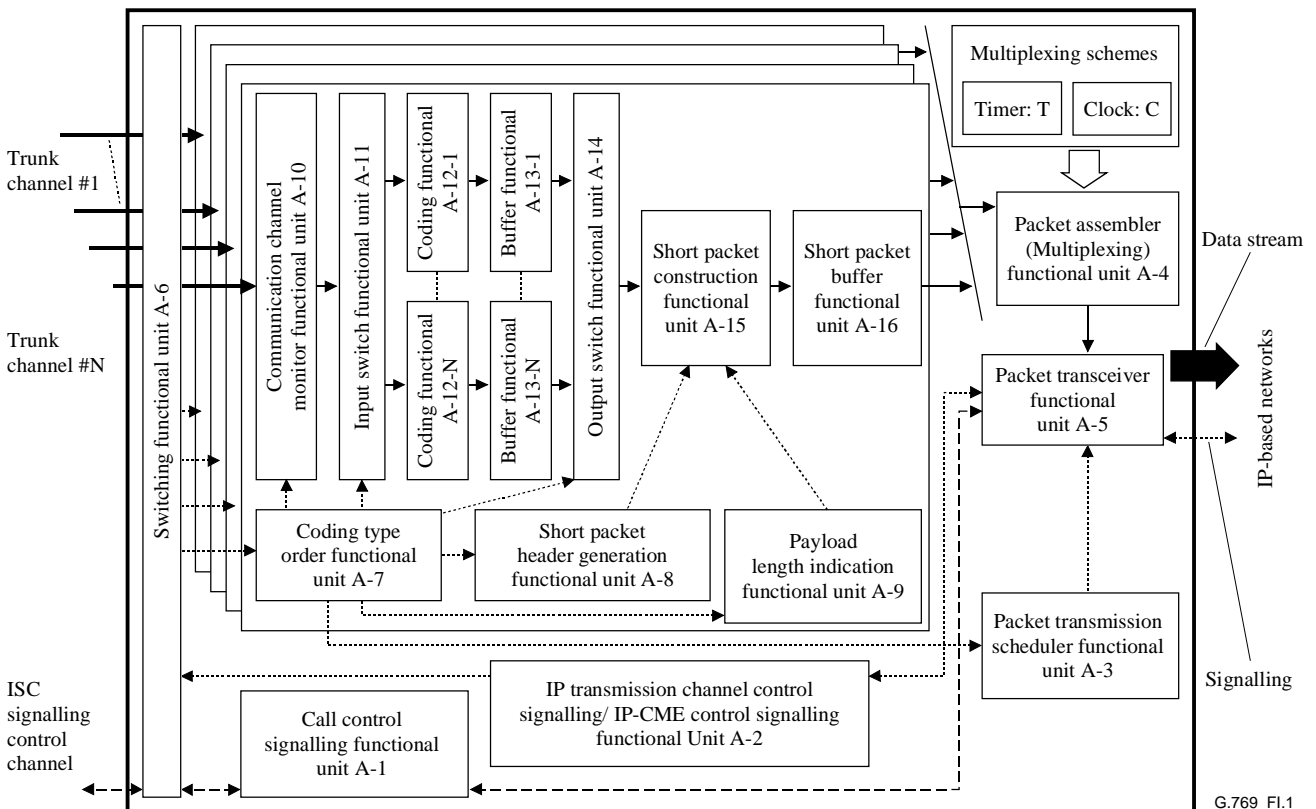 Multiplexing schemes
Timer: T
Clock: C
Trunk
channel #1
Trunk
channel #N
Switching functional unit A-6
Communication channel
monitor functional unit A-10
Input switch functional unit A-11
Coding functional
A-12-1
Buffer functional
A-13-1
Coding functional
A-12-N
Buffer functional
A-13-N
Output switch functional unit A-14
Short packet
construction
functional
unit A-15
Short packet
buffer
functional
unit A-16
Packet assembler
(Multiplexing)
functional unit A-4
Data stream
Packet transceiver
functional
unit A-5
IP-based networks
Coding type
order functional
unit A-7
Short packet
header generation
functional unit A-8
Payload
length indication
functional unit A-9
Packet transmission
scheduler functional
unit A-3
Signalling
IP transmission channel control
signalling/ IP-CME control signalling
functional Unit A-2
ISC
signalling
control
channel
Call control
signalling functional
unit A-1
G.769_FI.1